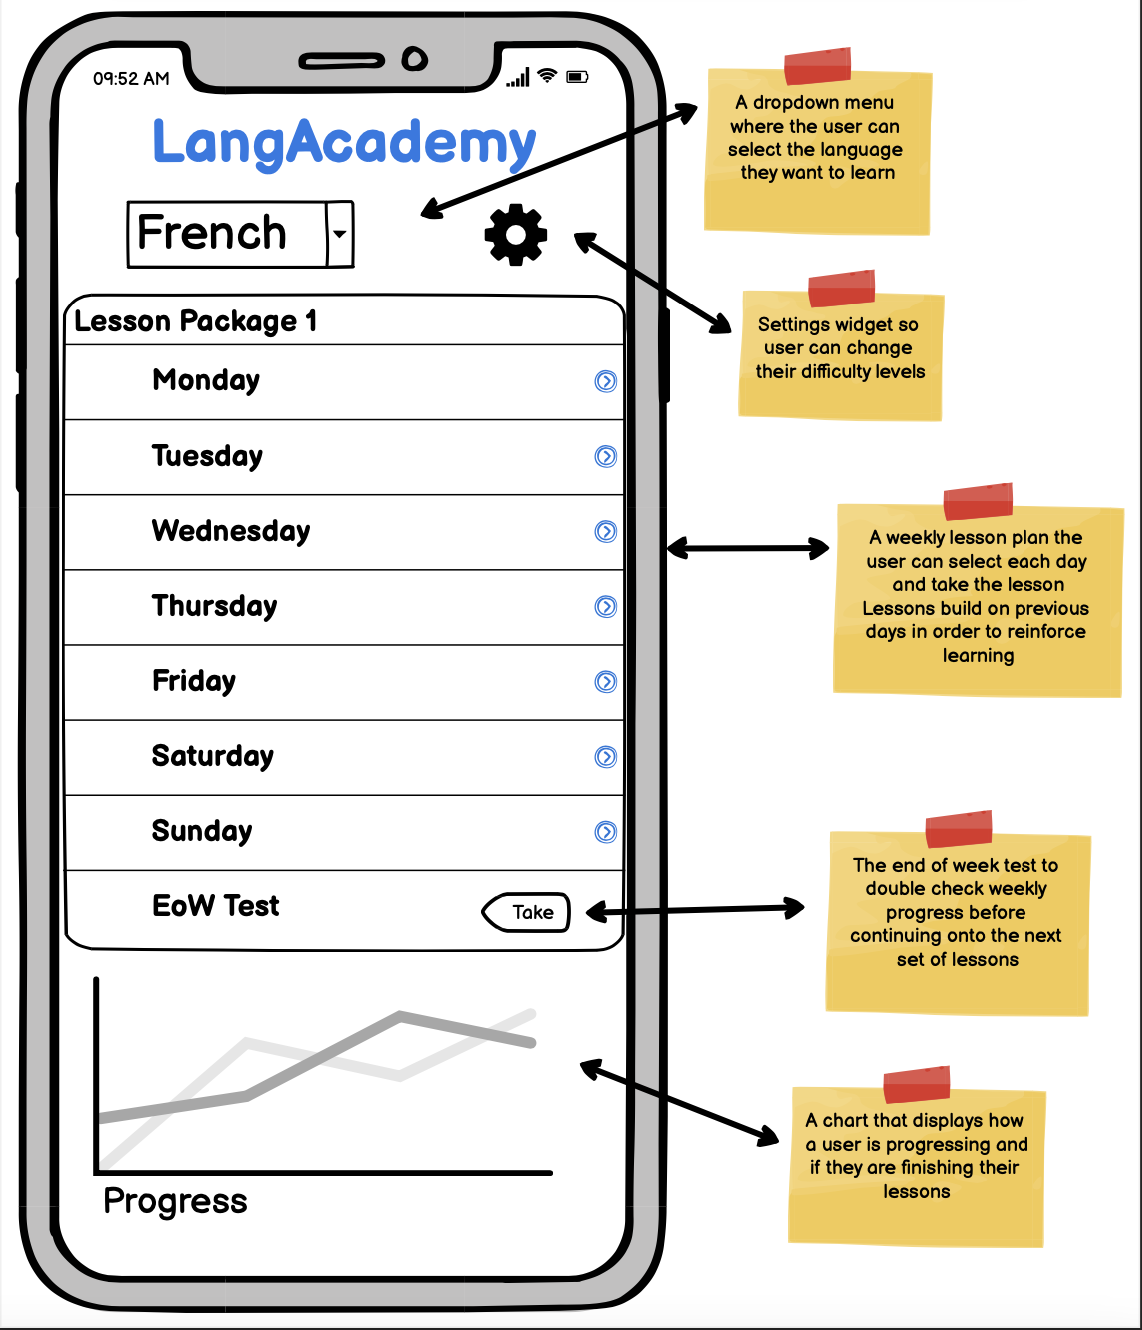 09:52 AM
LangAcademy
French
Lesson Package 1
Monday
Tuesday
Wednesday
Thursday
Friday
Saturday
Sunday
EoW Test
Take
Progress
A dropdown menu
where the user can
select the language
they want to learn
Settings widget so
user can change
their difficulty levels
A weekly lesson plan the
user can select each day
and take the lesson
Lessons build on previous
days in order to reinforce
learning
The end of week test to
double check weekly
progress before
continuing onto the next
set of lessons
A chart that displays how
a user is progressing and
if they are finishing their
lessons